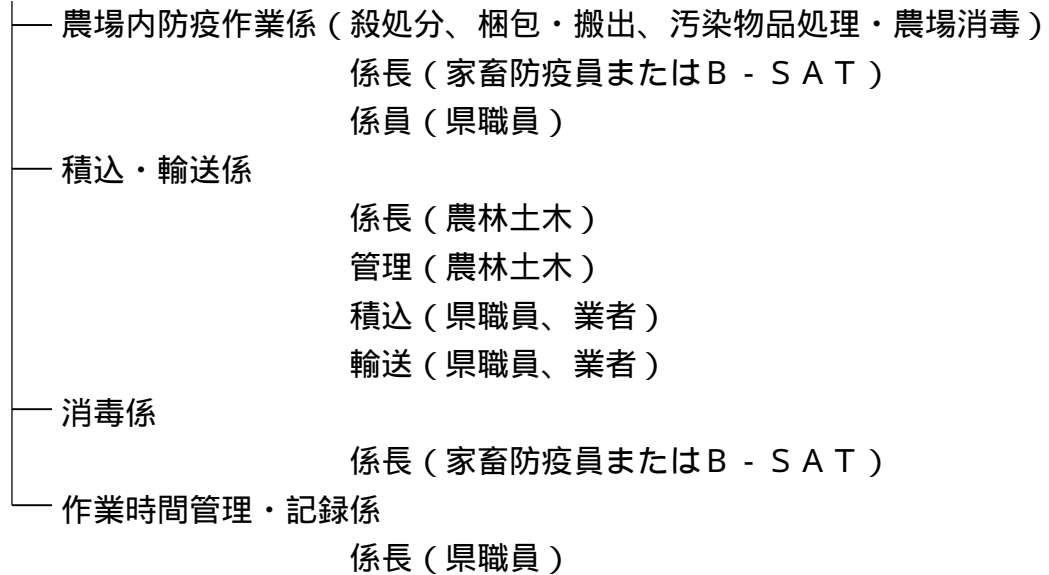 農場内防疫作業係（殺処分、梱包・搬出、汚染物品処理・農場消毒）
係長（家畜防疫員またはＢ‐ＳＡＴ）
係員（県職員）
積込・輸送係
係長（農林土木）
管理（農林土木）
積込（県職員、業者）
輸送（県職員、業者）
消毒係
係長（家畜防疫員またはＢ‐ＳＡＴ）
作業時間管理・記録係
係長（県職員）